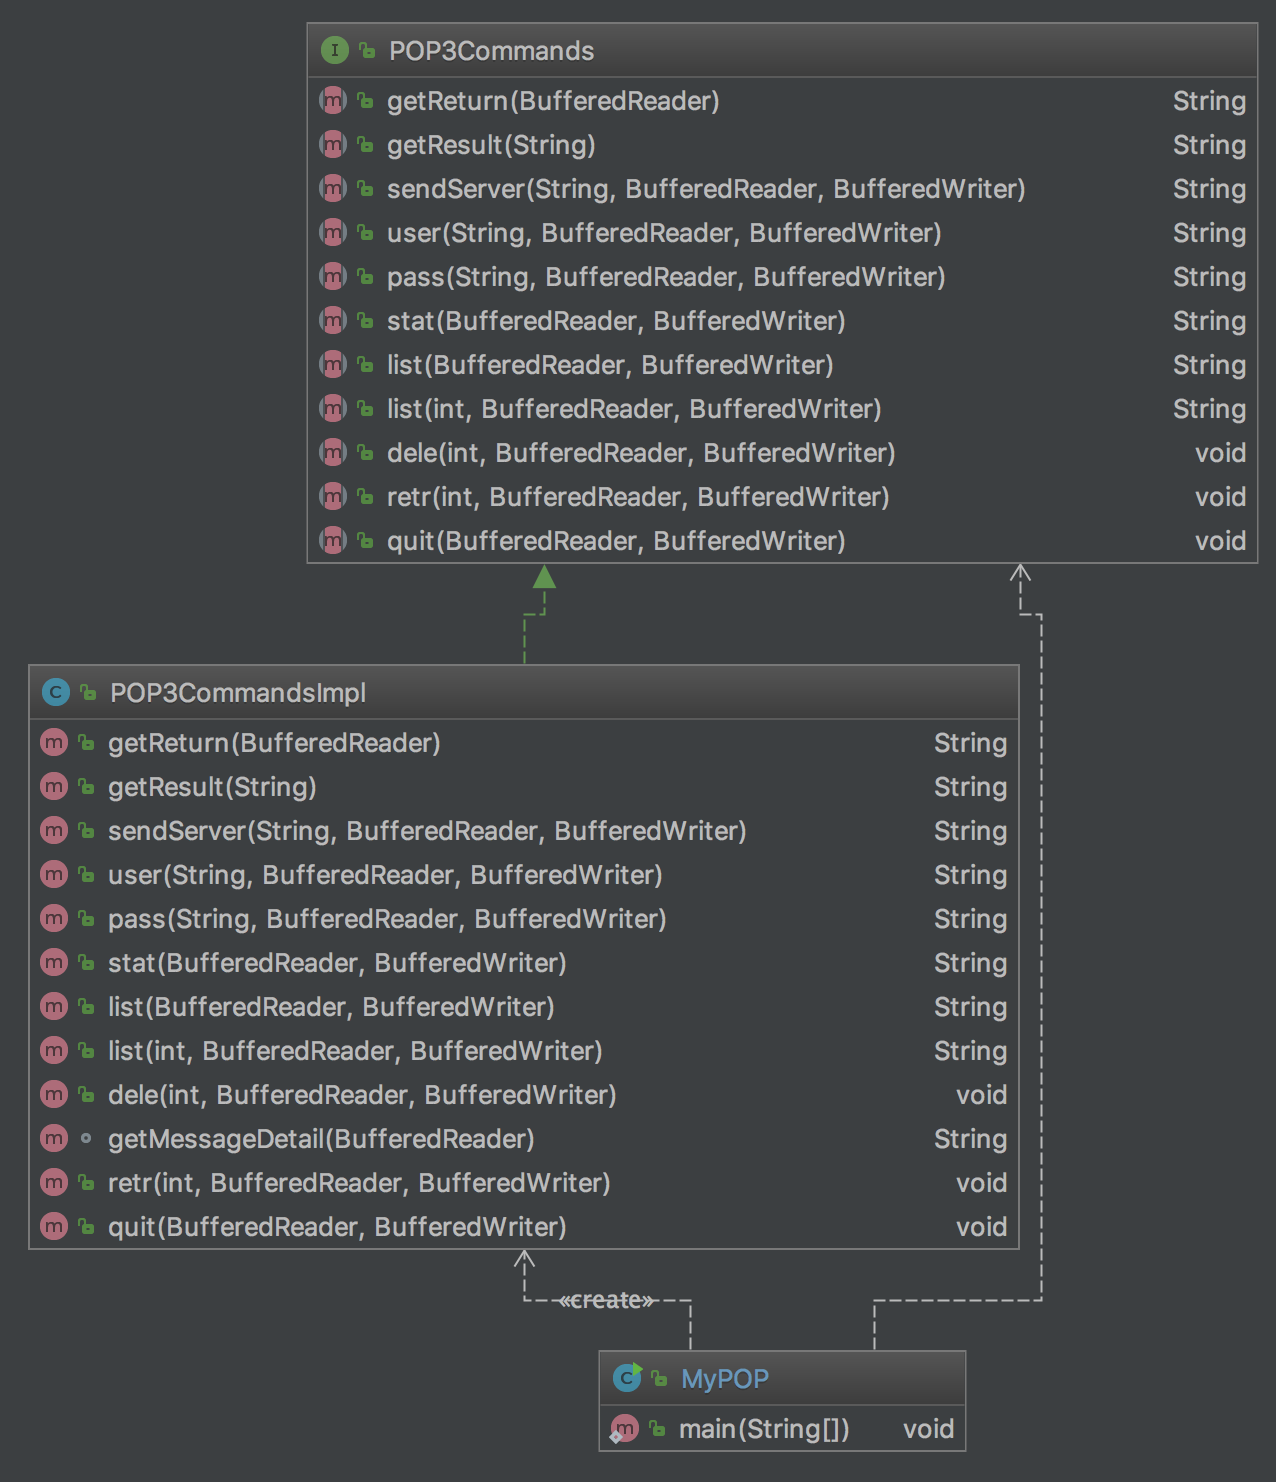 POP3Commands
getReturn(BufferedReader) String
getResult(String) String
sendServer(String, BufferedReader, BufferedWriter) String
user(String, BufferedReader, BufferedWriter) String
pass(String, BufferedReader, BufferedWriter) String
stat(BufferedReader, BufferedWriter) String
list(BufferedReader, BufferedWriter) String
list(int, BufferedReader, BufferedWriter) String
dele(int, BufferedReader, BufferedWriter) void
retr(int, BufferedReader, BufferedWriter) void
quit(BufferedReader, BufferedWriter) void
POP3CommandsImpl
getReturn(BufferedReader) String
getResult(String) String
sendServer(String, BufferedReader, BufferedWriter) String
user(String, BufferedReader, BufferedWriter) String
pass(String, BufferedReader, BufferedWriter) String
stat(BufferedReader, BufferedWriter) String
list(BufferedReader, BufferedWriter) String
list(int, BufferedReader, BufferedWriter) String
dele(int, BufferedReader, BufferedWriter) void
getMessageDetail(BufferedReader) String
retr(int, BufferedReader, BufferedWriter) void
quit(BufferedReader, BufferedWriter) void
«create»
MyPOP
main(String[]) void